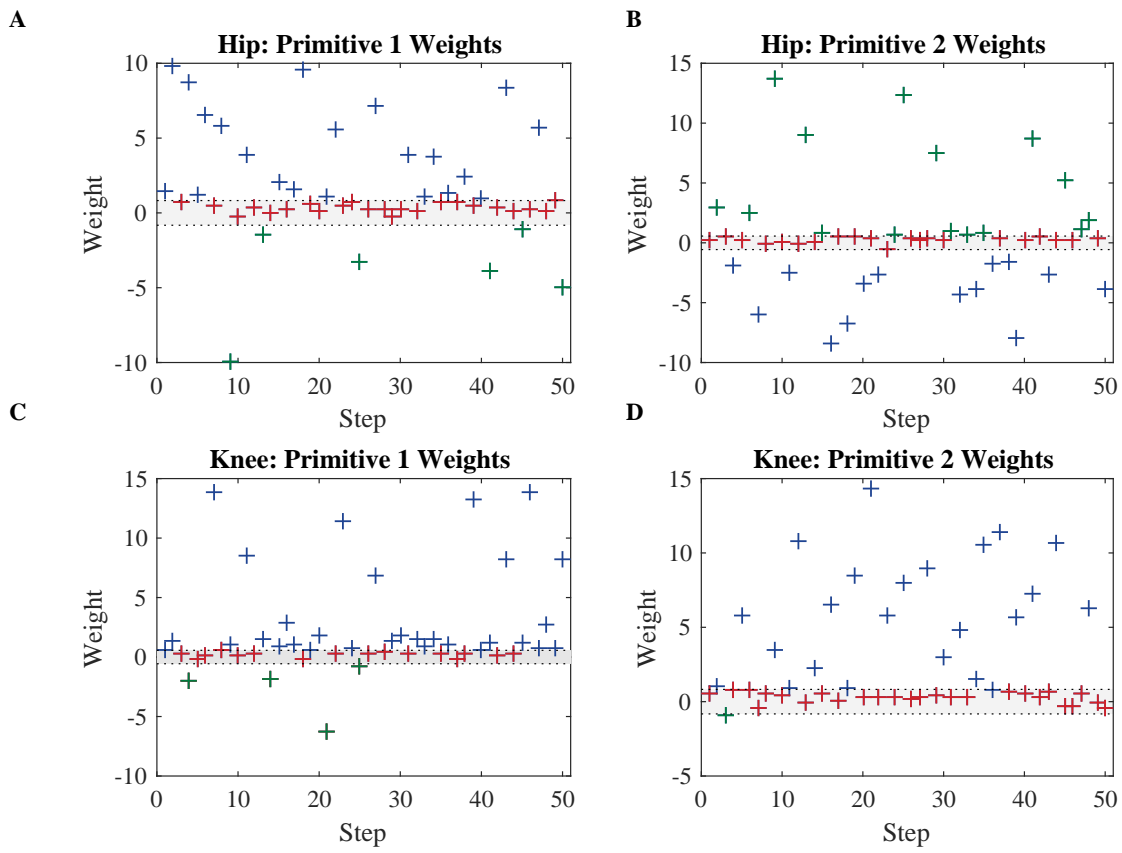 A
Hip: Primitive 1 Weights
10
5
0
-5
-10
Weight
0 10 20 30 40 50
Step
B
Hip: Primitive 2 Weights
15
10
5
0
-5
-10
Weight
0 10 20 30 40 50
Step
C
Knee: Primitive 1 Weights
15
10
5
0
-5
-10
Weight
0 10 20 30 40 50
Step
D
Knee: Primitive 2 Weights
15
10
5
0
-5
Weight
0 10 20 30 40 50
Step